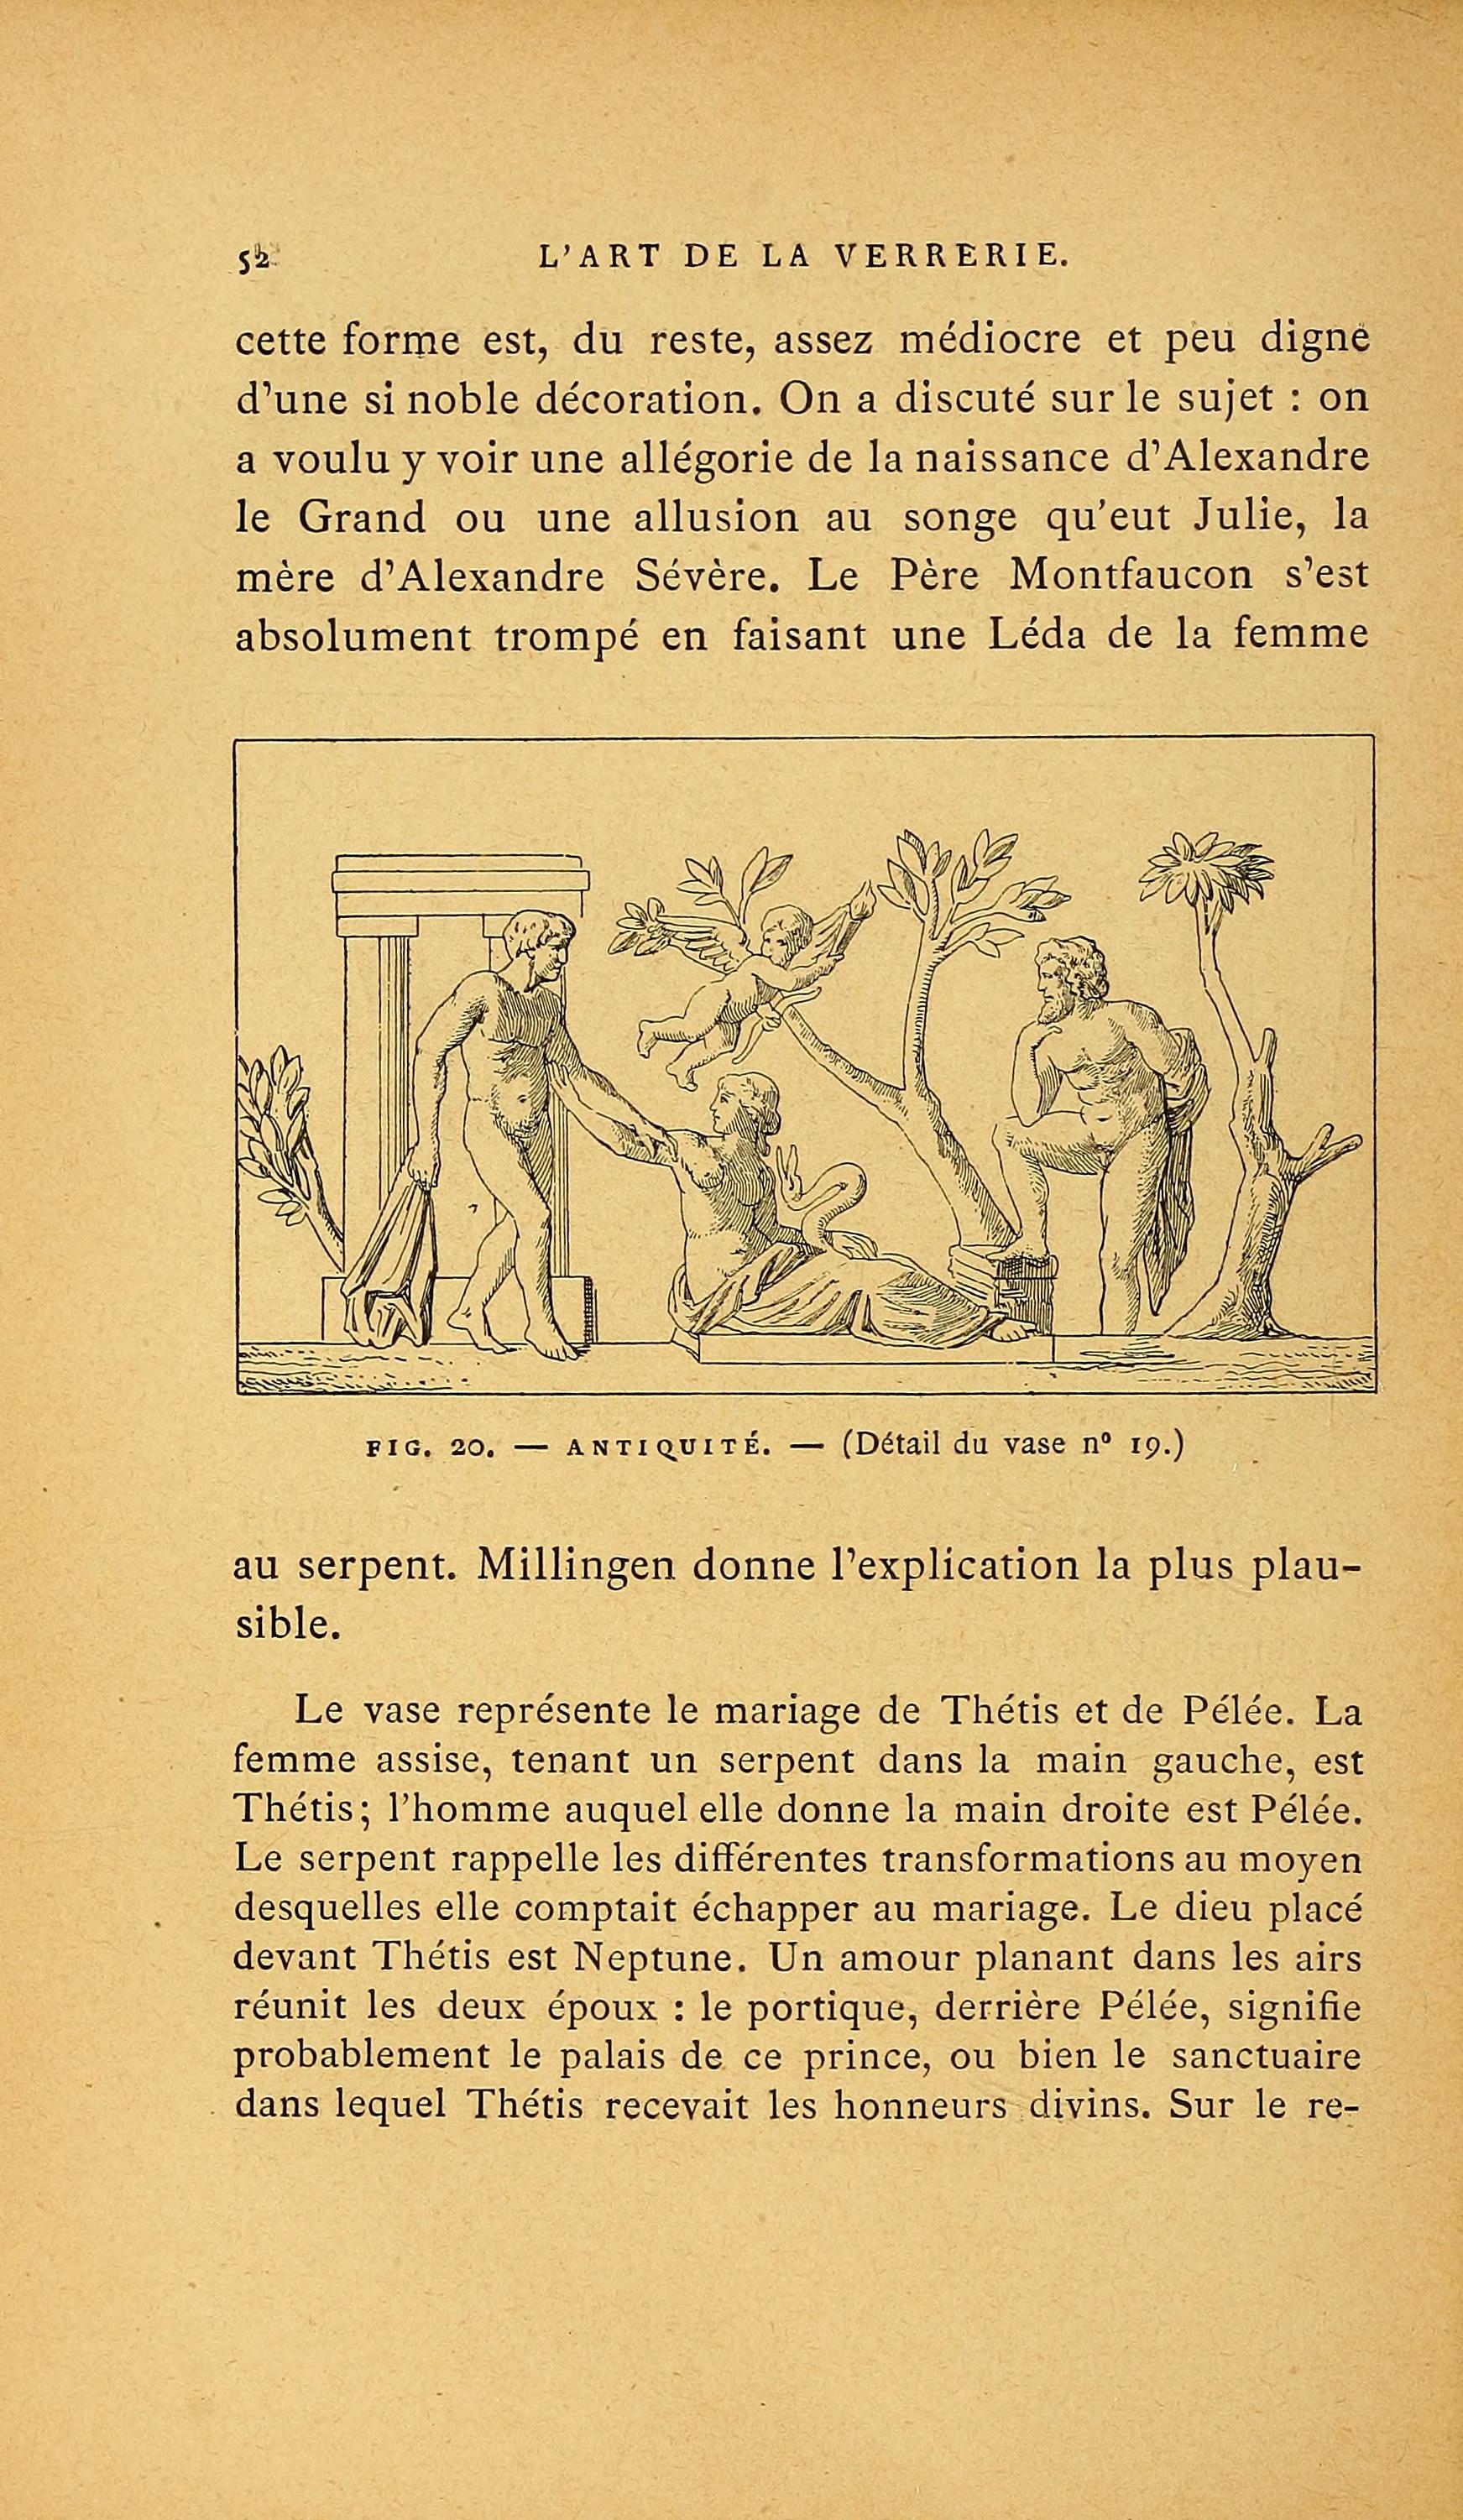 52 L'ART DE LA VERRERIE.
cette forme est, du reste, assez médiocre et peu digne
d'une si noble décoration. On a discuté sur le sujet : on
a voulu y voir une allégorie de la naissance d'Alexandre
le Grand ou une allusion au songe qu'eut Julie, la
mère d'Alexandre Sévère. Le Père Montfaucon s'est
absolument trompé en faisant une Léda de la femme
FIG. 20. — ANTIQUITÉ. — (Détail du vase nº 19.)
au serpent. Millingen donne l'explication la plus plau-
sible.
Le vase représente le mariage de Thétis et de Pélée. La
femme assise, tenant un serpent dans la main gauche, est
Thétis; l'homme auquel elle donne la main droite est Pélée.
Le serpent rappelle les différentes transformations au moyen
desquelles elle comptait échapper au mariage. Le dieu placé
devant Thétis est Neptune. Un amour planant dans les airs
réunit les deux époux : le portique, derrière Pélée, signifie
probablement le palais de ce prince, ou bien le sanctuaire
dans lequel Thétis recevait les honneurs divins. Sur le re-